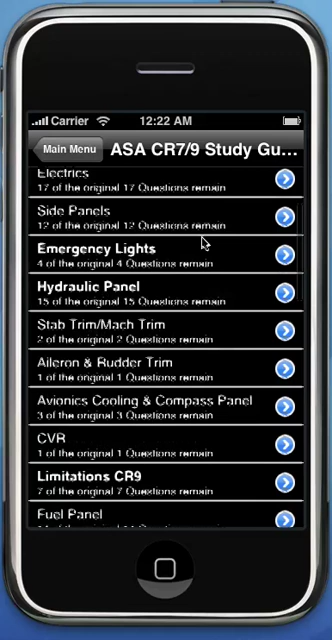 Carrier 12:22 AM
Main Menu ASA CR7/9 Study Gu...
Electrics
17 of the original 17 Questions remain
Side Panels
12 of the original 12 Questions remain
Emergency Lights
4 of the original 4 Questions remain
Hydraulic Panel
15 of the original 15 Questions remain
Stab Trim/Mach Trim
2 of the original 2 Questions remain
Aileron & Rudder Trim
1 of the original 1 Questions remain
Avionics Cooling & Compass Panel
3 of the original 3 Questions remain
CVR
1 of the original 1 Questions remain
Limitations CR9
7 of the original 7 Questions remain
Fuel Panel
of the original Questions remain